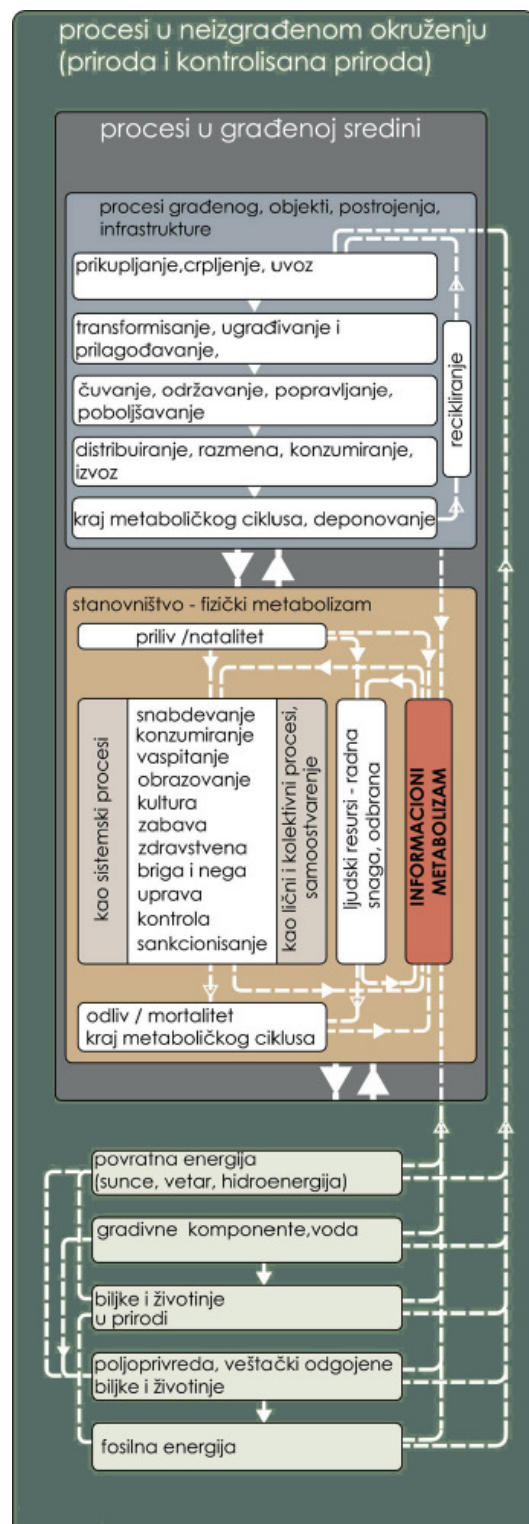 procesi u neizgrađenom okruženju
(priroda i kontrolisana priroda)
procesi u građenoj sredini
procesi građenog, objekti, postrojenja,
infrastrukture
prikupljanje,crpljenje, uvoz
transformisanje, ugrađivanje i
prilagođavanje,
čuvanje, održavanje, popravljanje,
poboljšavanje
distribuiranje, razmena, konzumiranje,
izvoz
kraj metaboličkog ciklusa, deponovanje
recikliranje
stanovništvo - fizički metabolizam
priliv /natalitet
kao sistemski procesi
snabdevanje
konzumiranje
vaspitanje
obrazovanje
kultura
zabava
zdravstvena
briga i nega
uprava
kontrola
sankcionisanje
kao lični i kolektivni procesi,
samoostvarenje
ljudski resursi - radna
snaga, odbrana
INFORMACIONI
METABOLIZAM
odliv / mortalitet
kraj metaboličkog ciklusa
povratna energija
(sunce, vetar, hidroenergija)
gradivne komponente,voda
biljke i životinje
u prirodi
poljoprivreda, veštački odgojene
biljke i životinje
fosilna energija